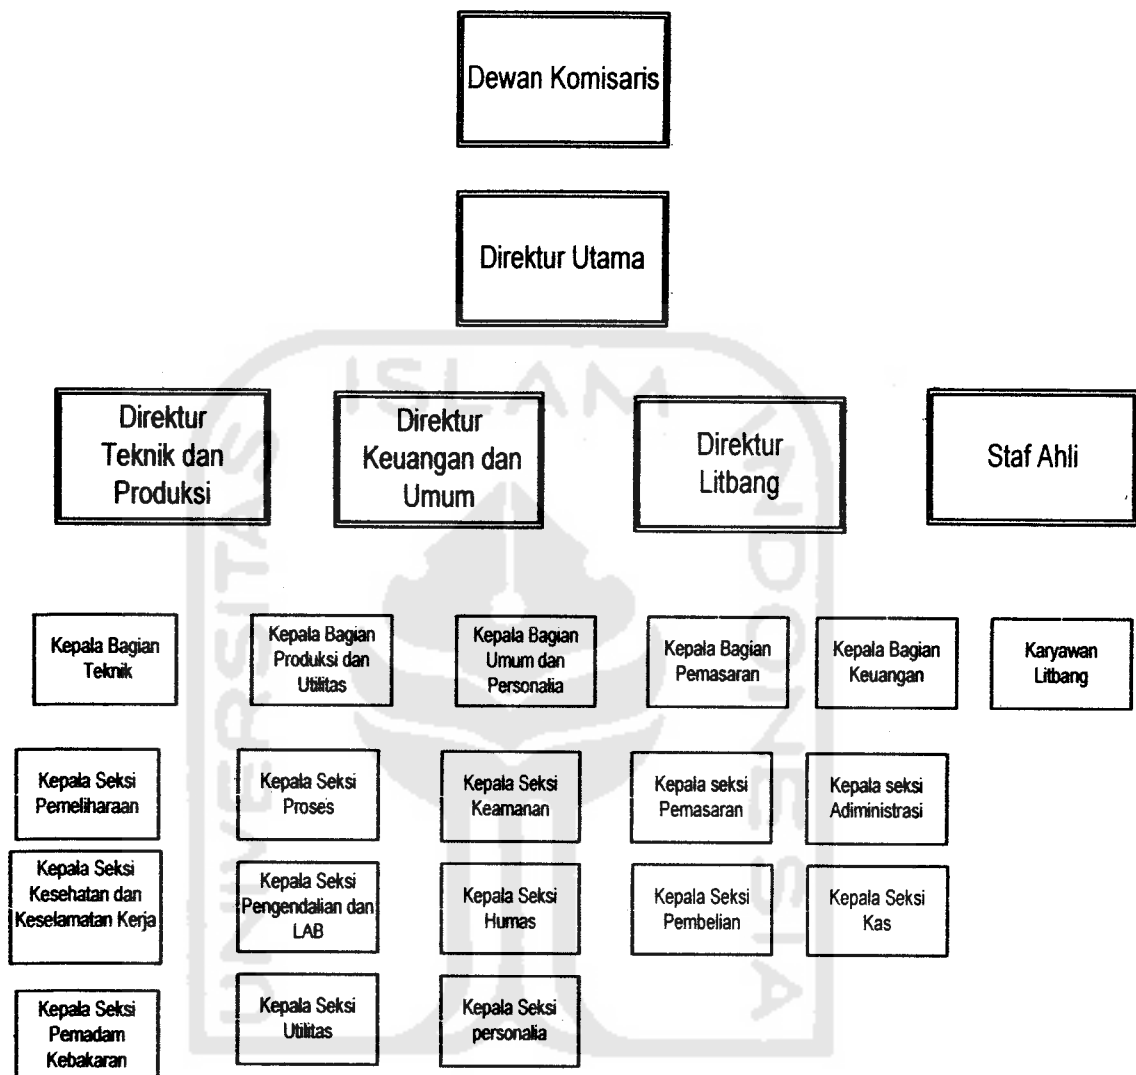 Dewan Komisaris
Direktur Utama
Direktur
Teknik dan
Produksi
Direktur
Keuangan dan
Umum
Direktur
Litbang
Staf Ahli
Kepala Bagian
Teknik
Kepala Bagian
Produksi dan
Utilitas
Kepala Bagian
Umum dan
Personalia
Kepala Bagian
Pemasaran
Kepala Bagian
Keuangan
Karyawan
Litbang
Kepala Seksi
Pemeliharaan
Kepala Seksi
Proses
Kepala Seksi
Keamanan
Kepala seksi
Pemasaran
Kepala seksi
Adiministrasi
Kepala Seksi
Kesehatan dan
Keselamatan Kerja
Kepala Seksi
Pengendalian dan
LAB
Kepala Seksi
Humas
Kepala Seksi
Pembelian
Kepala Seksi
Kas
Kepala Seksi
Pemadam
Kebakaran
Kepala Seksi
Utilitas
Kepala Seksi
personalia
UNIVERSITAS
ISLAM
INDONESIA